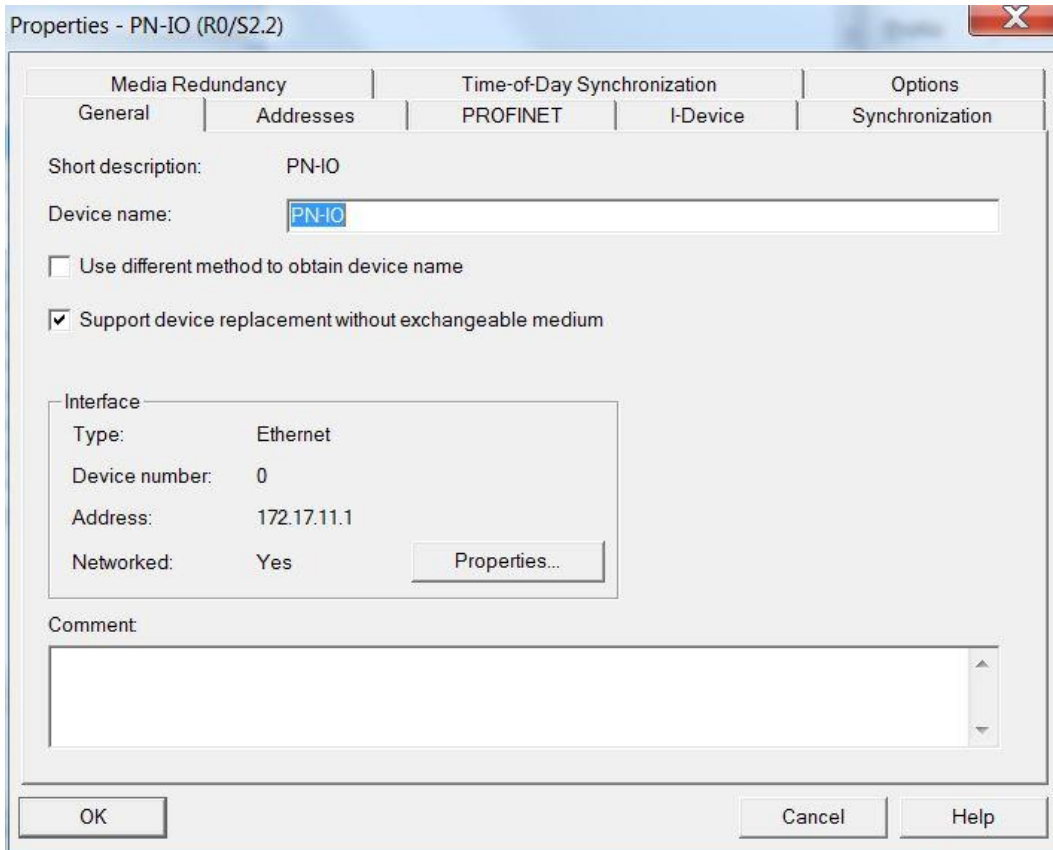 Properties - PN-IO (R0/S2.2)
Media Redundancy Time-of-Day Synchronization Options
General Addresses PROFINET I-Device Synchronization
Short description: PN-IO
Device name: PN-IO
Use different method to obtain device name
Support device replacement without exchangeable medium
Interface
Type: Ethernet
Device number: 0
Address: 172.17.11.1
Networked: Yes Properties...
Comment:
OK Cancel Help